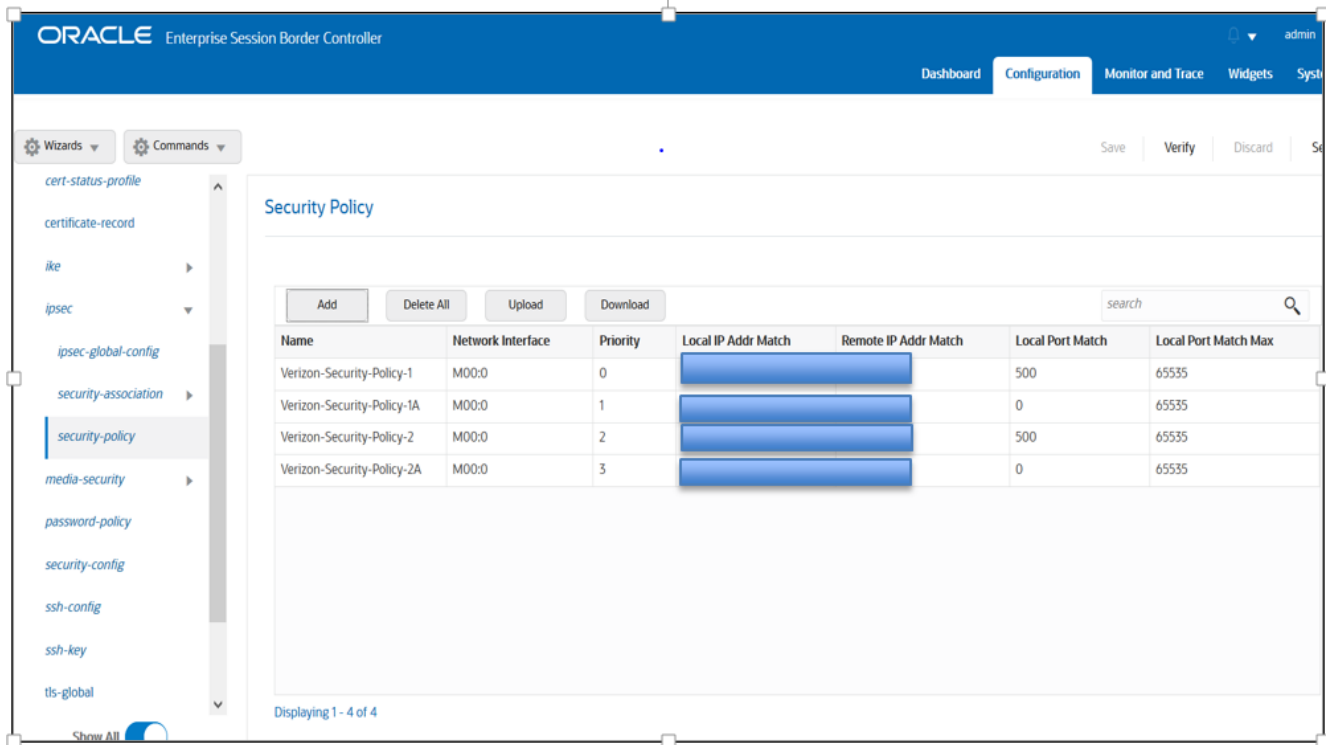 ORACLE Enterprise Session Border Controller
admin
Dashboard Configuration Monitor and Trace Widgets
Wizards Commands Save Verify Discard
cert-status-profile
certificate-record
ike
ipsec
ipsec-global-config
security-association
security-policy
media-security
password-policy
security-config
ssh-config
ssh-key
tls-global
Show All
Security Policy
Add Delete All Upload Download search
Name Network Interface Priority Local IP Addr Match Remote IP Addr Match Local Port Match Local Port Match Max
Verizon-Security-Policy-1 M00:0 0 500 65535
Verizon-Security-Policy-1A M00:0 1 0 65535
Verizon-Security-Policy-2 M00:0 2 500 65535
Verizon-Security-Policy-2A M00:0 3 0 65535
Displaying 1 - 4 of 4